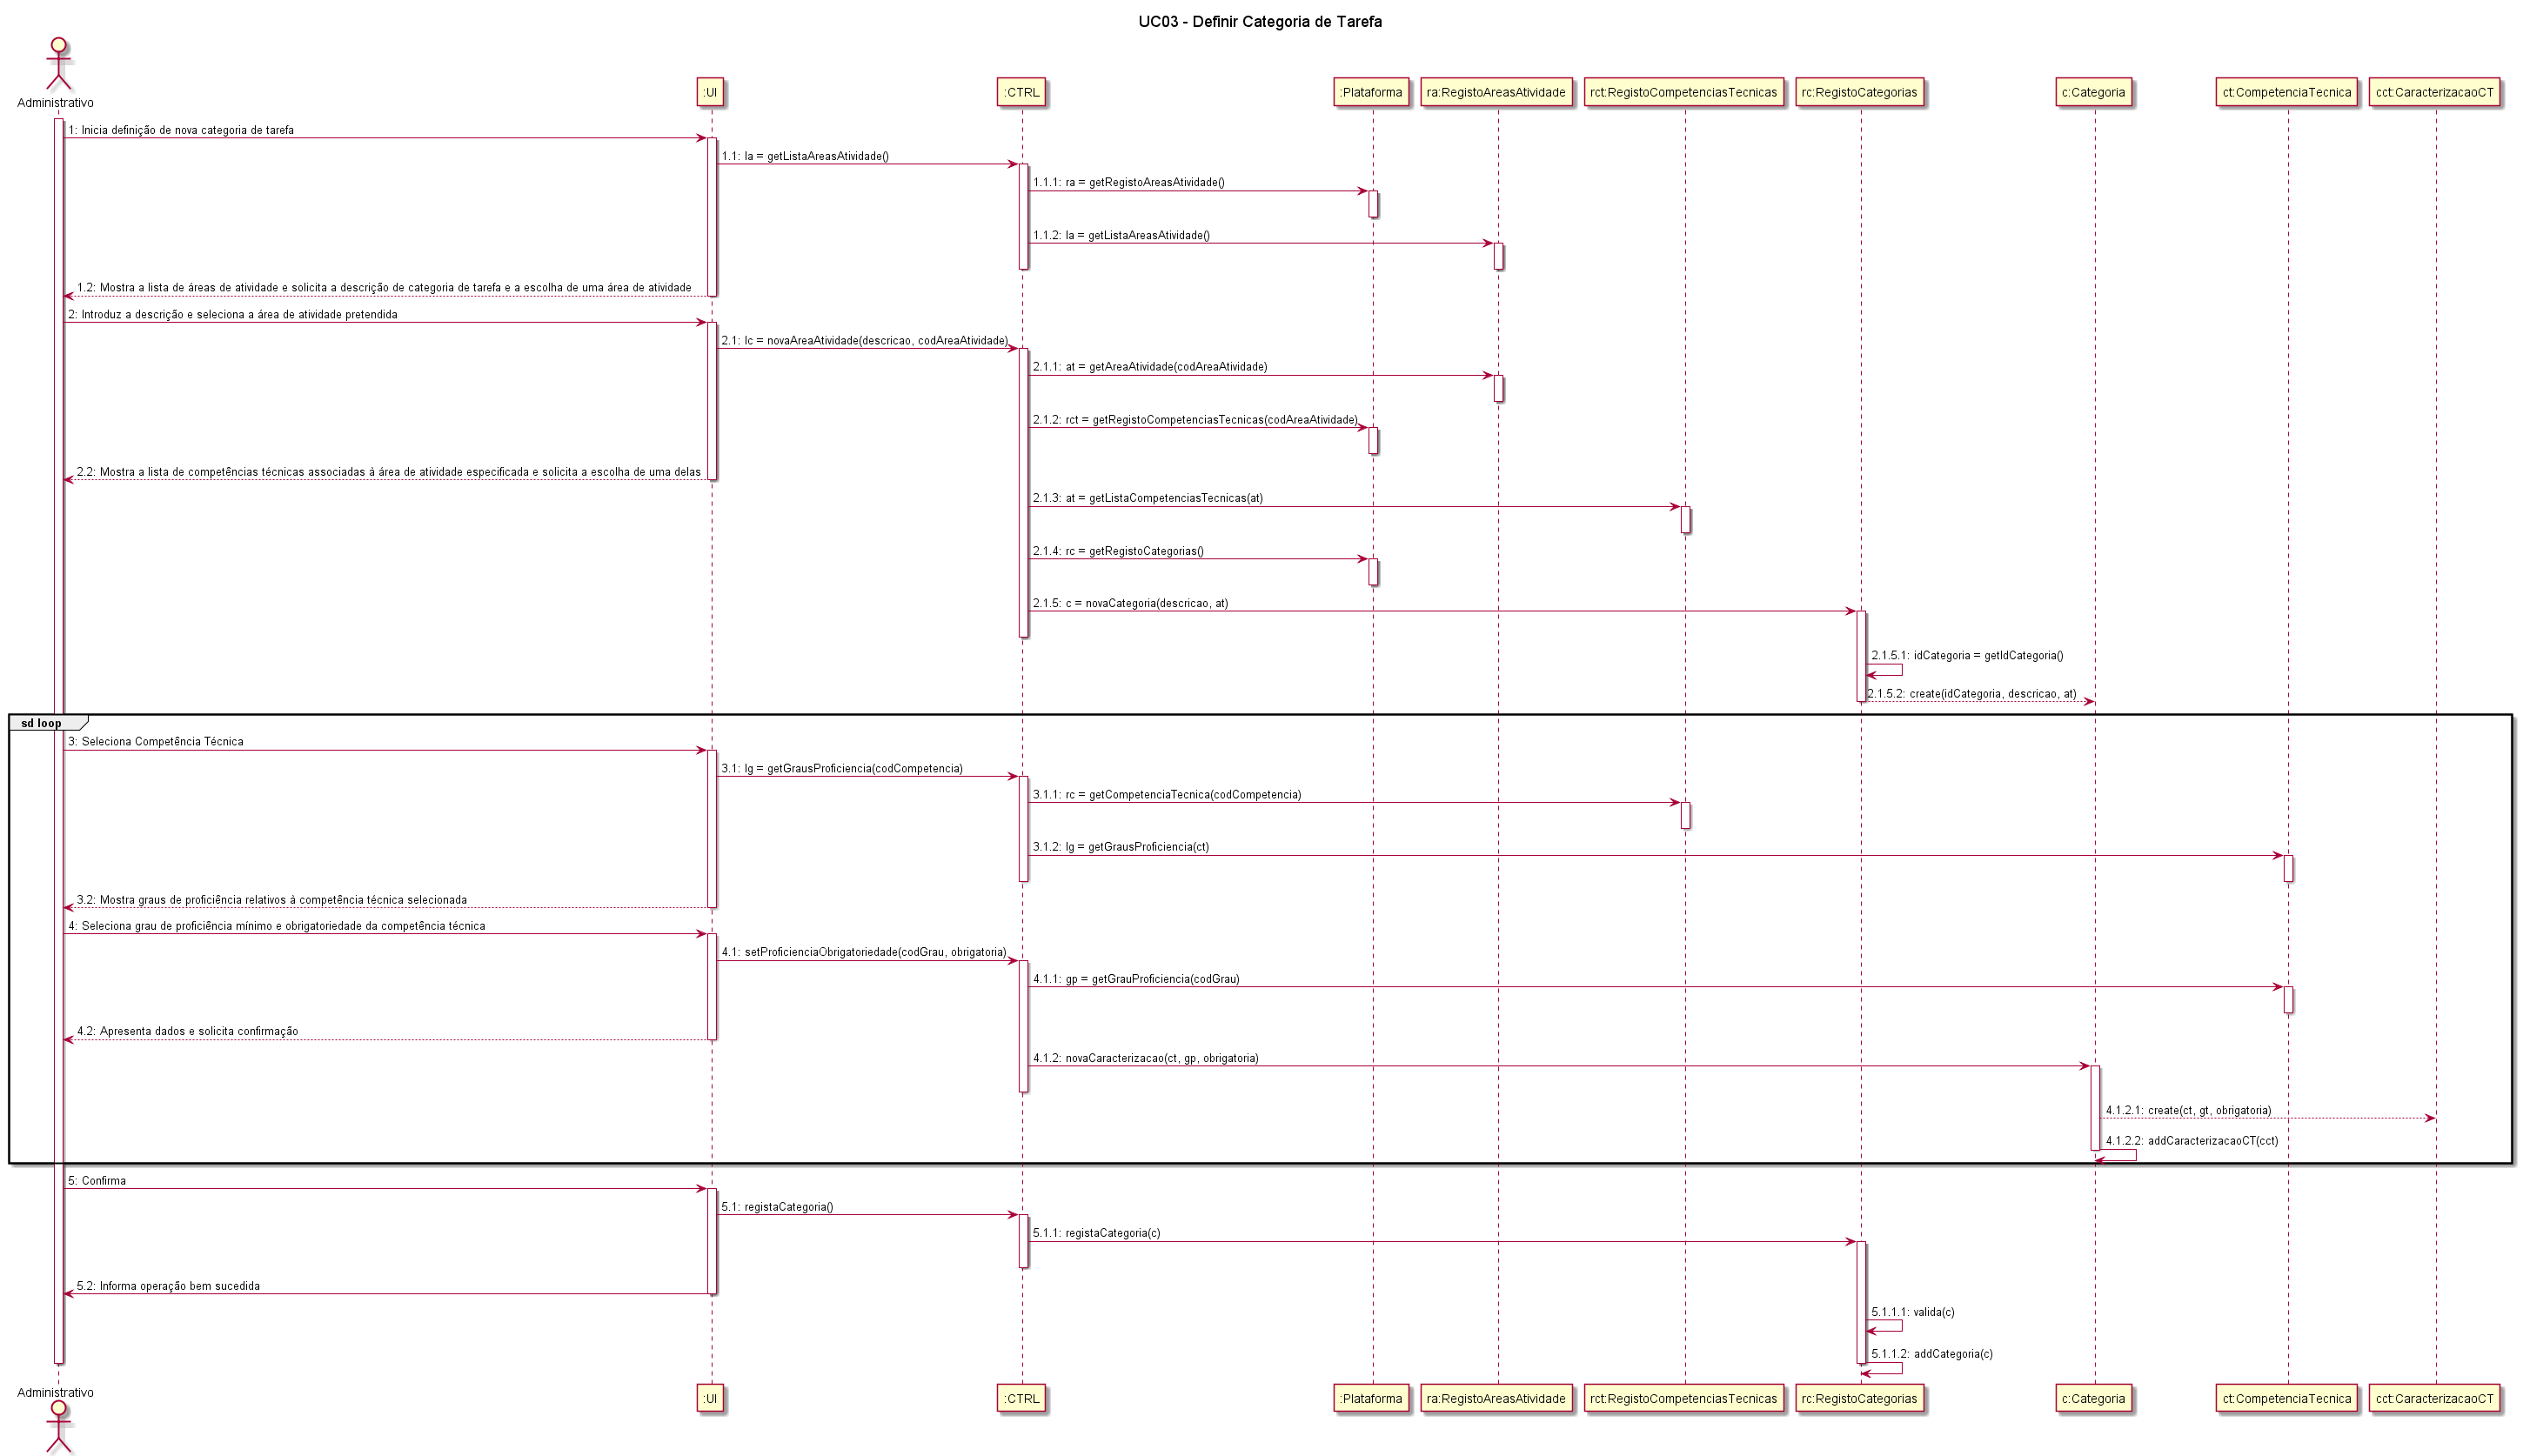 UC03 - Definir Categoria de Tarefa
Administrativo
:UI
:CTRL
:Plataforma
ra:RegistoAreasAtividade
rct:RegistoCompetenciasTecnicas
rc:RegistoCategorias
c:Categoria
ct:CompetenciaTecnica
cct:CaracterizacaoCT
1: Inicia definição de nova categoria de tarefa
1.1: la = getListaAreasAtividade()
1.1.1: ra = getRegistoAreasAtividade()
1.1.2: la = getListaAreasAtividade()
1.2: Mostra a lista de áreas de atividade e solicita a descrição de categoria de tarefa e a escolha de uma área de atividade
2: Introduz a descrição e seleciona a área de atividade pretendida
2.1: lc = novaAreaAtividade(descricao, codAreaAtividade)
2.1.1: at = getAreaAtividade(codAreaAtividade)
2.1.2: rct = getRegistoCompetenciasTecnicas(codAreaAtividade)
2.2: Mostra a lista de competências técnicas associadas à área de atividade especificada e solicita a escolha de uma delas
2.1.3: at = getListaCompetenciasTecnicas(at)
2.1.4: rc = getRegistoCategorias()
2.1.5: c = novaCategoria(descricao, at)
2.1.5.1: idCategoria = getIdCategoria()
2.1.5.2: create(idCategoria, descricao, at)
sd loop
3: Seleciona Competência Técnica
3.1: lg = getGrausProficiencia(codCompetencia)
3.1.1: rc = getCompetenciaTecnica(codCompetencia)
3.1.2: lg = getGrausProficiencia(ct)
3.2: Mostra graus de proficiência relativos à competência técnica selecionada
4: Seleciona grau de proficiência mínimo e obrigatoriedade da competência técnica
4.1: setProficienciaObrigatoriedade(codGrau, obrigatoria)
4.1.1: gp = getGrauProficiencia(codGrau)
4.2: Apresenta dados e solicita confirmação
4.1.2: novaCaracterizacao(ct, gp, obrigatoria)
4.1.2.1: create(ct, gt, obrigatoria)
4.1.2.2: addCaracterizacaoCT(cct)
5: Confirma
5.1: registaCategoria()
5.1.1: registaCategoria(c)
5.2: Informa operação bem sucedida
5.1.1.1: valida(c)
5.1.1.2: addCategoria(c)
Administrativo
:UI
:CTRL
:Plataforma
ra:RegistoAreasAtividade
rct:RegistoCompetenciasTecnicas
rc:RegistoCategorias
c:Categoria
ct:CompetenciaTecnica
cct:CaracterizacaoCT